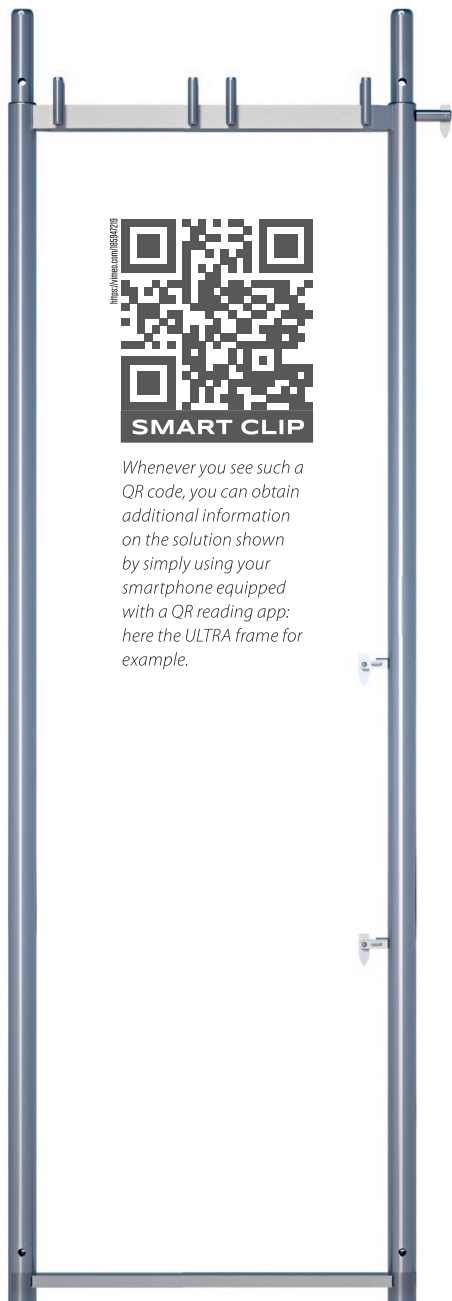 https://vimeo.com/185947219
SMART CLIP
Whenever you see such a
QR code, you can obtain
additional information
on the solution shown
by simply using your
smartphone equipped
with a QR reading app:
here the ULTRA frame for
example.